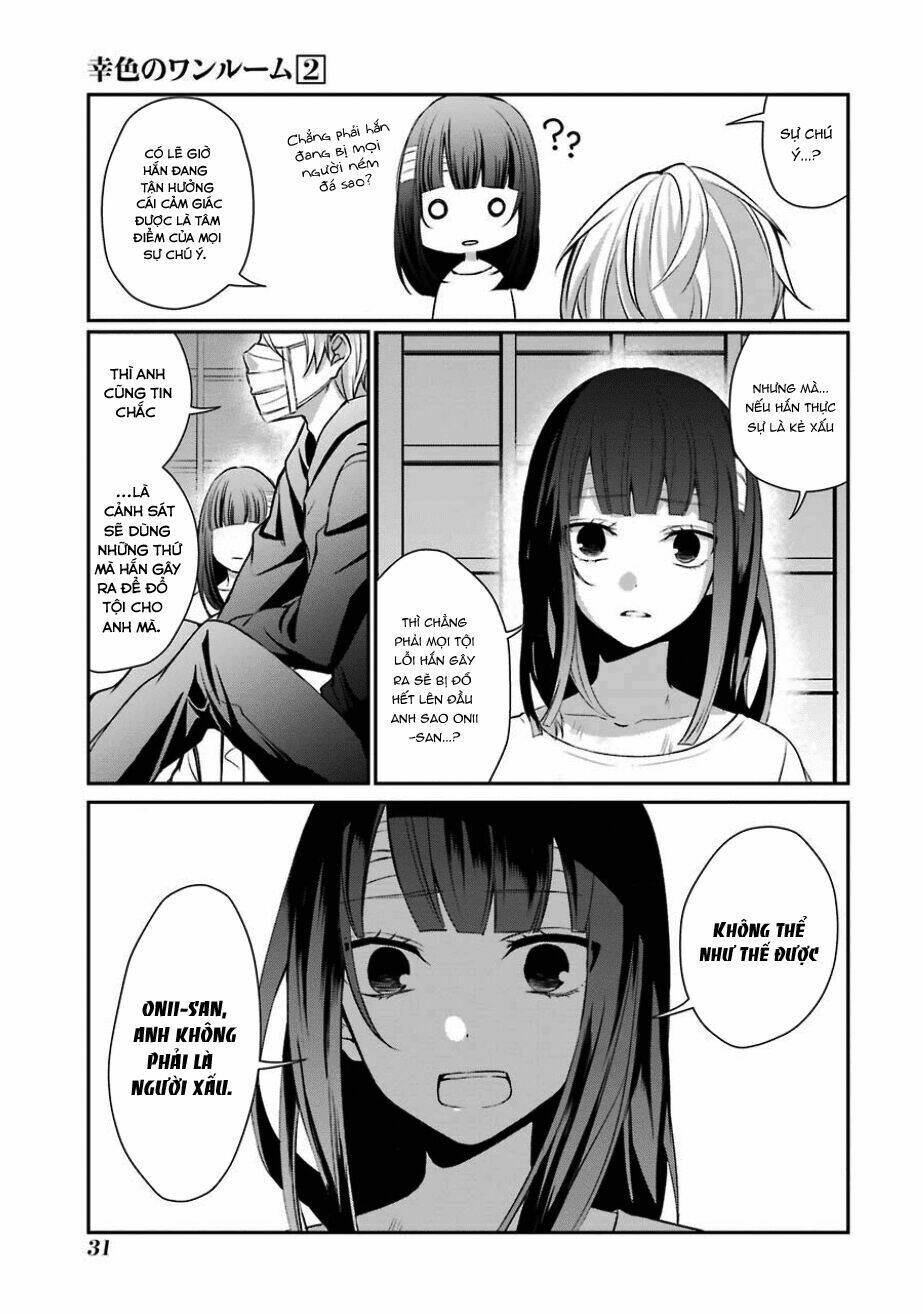 幸色のワンルーム2
SỰ CHÚ
Ý...?
??
Chẳng phải hắn
đang bị mọi
người ném
đá sao?
CÓ LẼ GIỜ
HẮN ĐANG
TẬN HƯỞNG
CÁI CẢM GIÁC
ĐƯỢC LÀ TÂM
ĐIỂM CỦA MỌI
SỰ CHÚ Ý.
NHƯNG MÀ...
NẾU HẮN THỰC
SỰ LÀ KẺ XẤU
THÌ CHẲNG
PHẢI MỌI TỘI
LỖI HẮN GÂY
RA SẼ BỊ ĐỔ
HẾT LÊN ĐẦU
ANH SAO ONII
-SAN...?
THÌ ANH
CŨNG TIN
CHẮC
...LÀ
CẢNH SÁT
SẼ DÙNG
NHỮNG THỨ
MÀ HẮN GÂY
RA ĐỂ ĐỔ
TỘI CHO
ANH MÀ.
KHÔNG THỂ
NHƯ THẾ ĐƯỢC
ONII-SAN,
ANH KHÔNG
PHẢI LÀ
NGƯỜI XẤU.
31